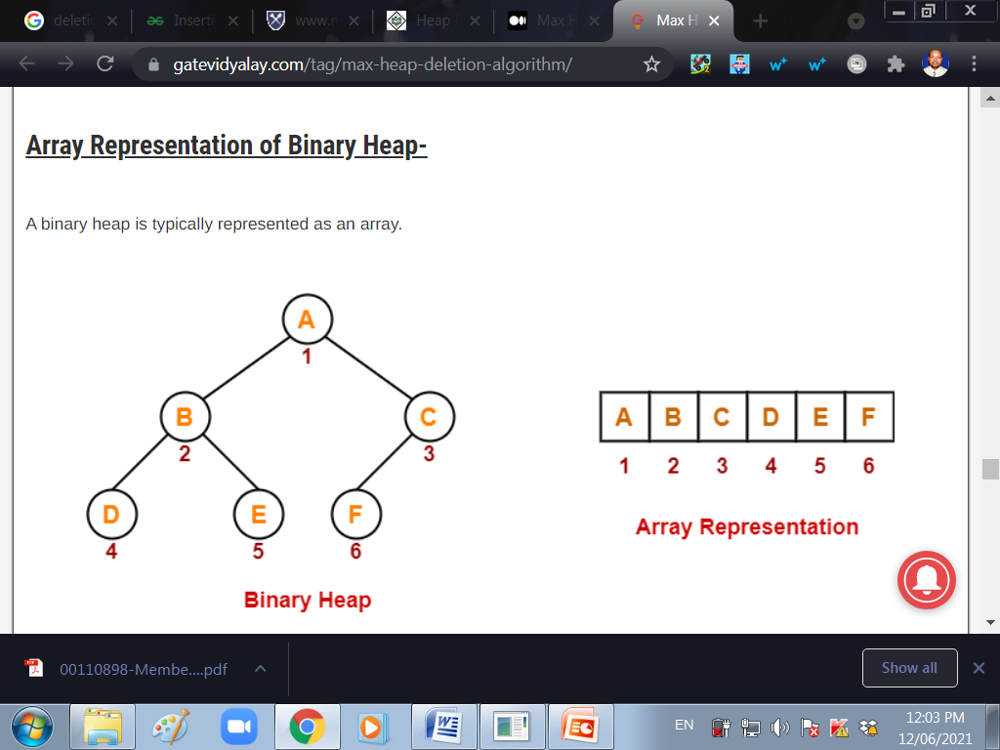 deletic
Inserti
www.r
Heap
Max H
Max H
gatevidyalay.com/tag/max-heap-deletion-algorithm/
Array Representation of Binary Heap-
A binary heap is typically represented as an array.
A
1
B
C
2
3
D
E
F
4
5
6
Binary Heap
A B C D E F
1 2 3 4 5 6
Array Representation
00110898-Membe....pdf
Show all
EN
12:03 PM
12/06/2021